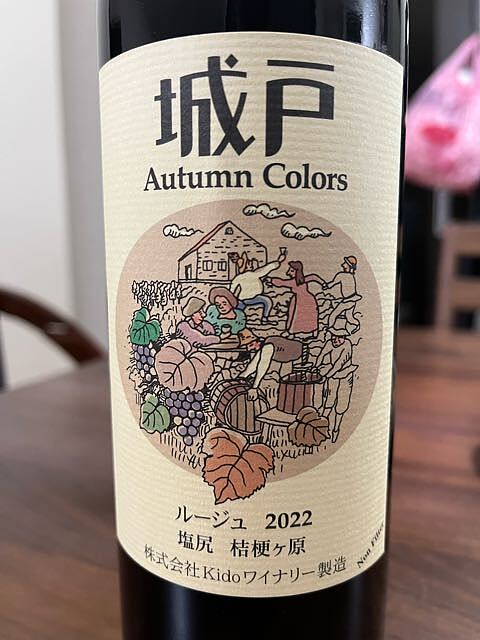 城戸
Autumn Colors
ルージュ 2022
塩尻 桔梗ヶ原
株式会社Kidoワイナリー製造
Non